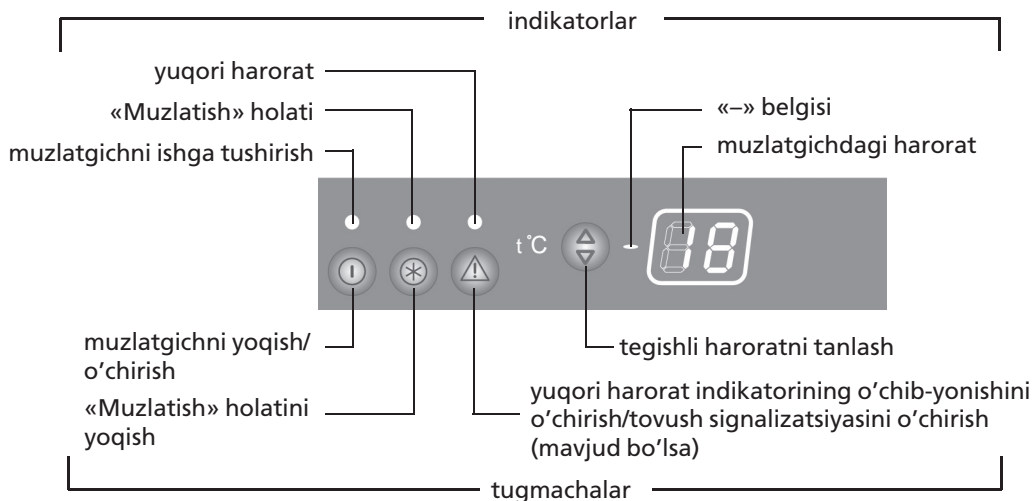 indikatorlar
yuqori harorat
«Muzlatish» holati
muzlatgichni ishga tushirish
«–» belgisi
muzlatgichdagi harorat
t°C
18
muzlatgichni yoqish/
o’chirish
«Muzlatish» holatini
yoqish
tegishli haroratni tanlash
yuqori harorat indikatorining o’chib-yonishini
o’chirish/tovush signalizatsiyasini o’chirish
(mavjud bo’lsa)
tugmachalar